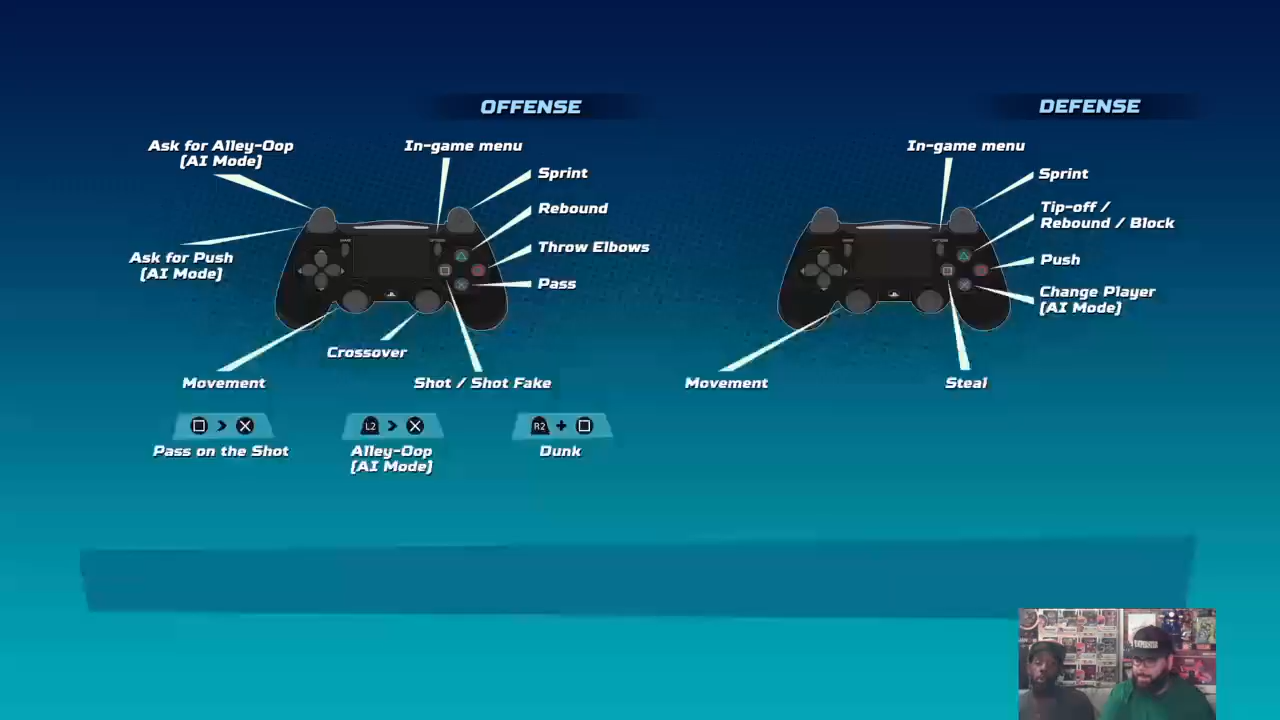 OFFENSE
Ask for Alley-Oop
[AI Mode]
In-game menu
Sprint
Rebound
Throw Elbows
Pass
Ask for Push
[AI Mode]
Crossover
Movement
Shot / Shot Fake
□ > X
Pass on the Shot
L2 > X
Alley-Oop
[AI Mode]
R2 + □
Dunk
DEFENSE
In-game menu
Sprint
Tip-off /
Rebound / Block
Push
Change Player
[AI Mode]
Movement
Steal